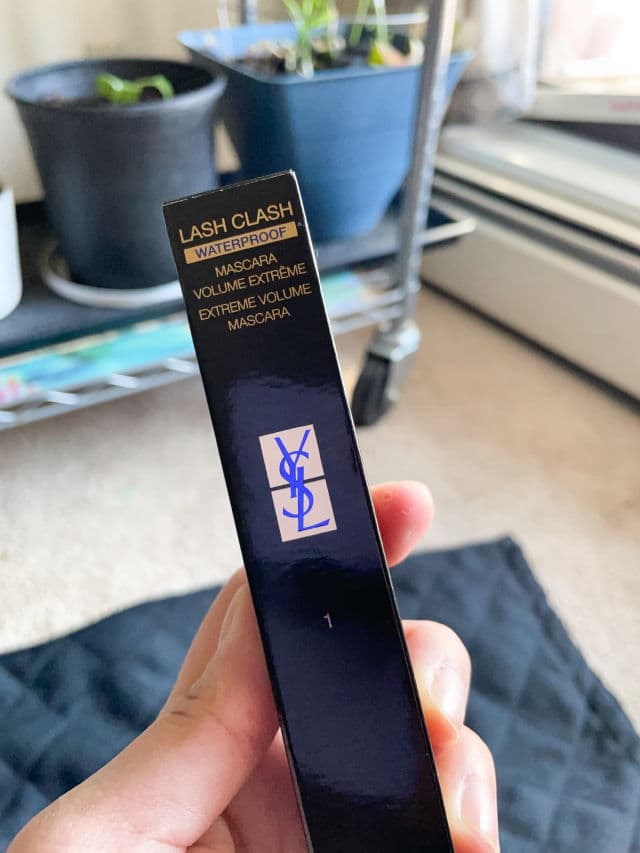 LASH CLASH
WATERPROOF
MASCARA
VOLUME EXTRÊME
EXTREME VOLUME
MASCARA
YSL
1